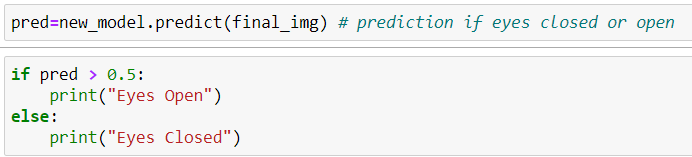 pred=new_model.predict(final_img) # prediction if eyes closed or open
if pred > 0.5:
    print("Eyes Open")
else:
    print("Eyes Closed")